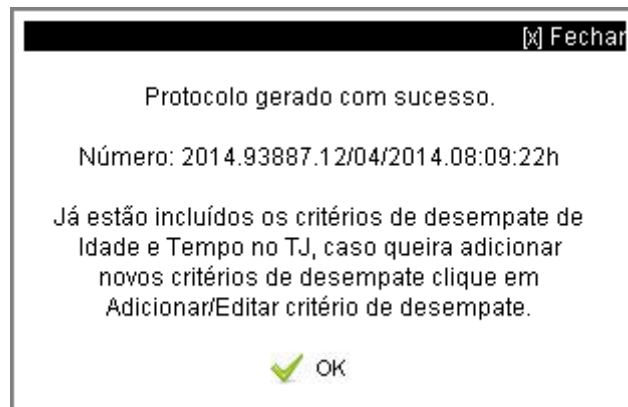 [x] Fechar
Protocolo gerado com sucesso.
Número: 2014.93887.12/04/2014.08:09:22h
Já estão incluídos os critérios de desempate de
Idade e Tempo no TJ, caso queira adicionar
novos critérios de desempate clique em
Adicionar/Editar critério de desempate.
OK